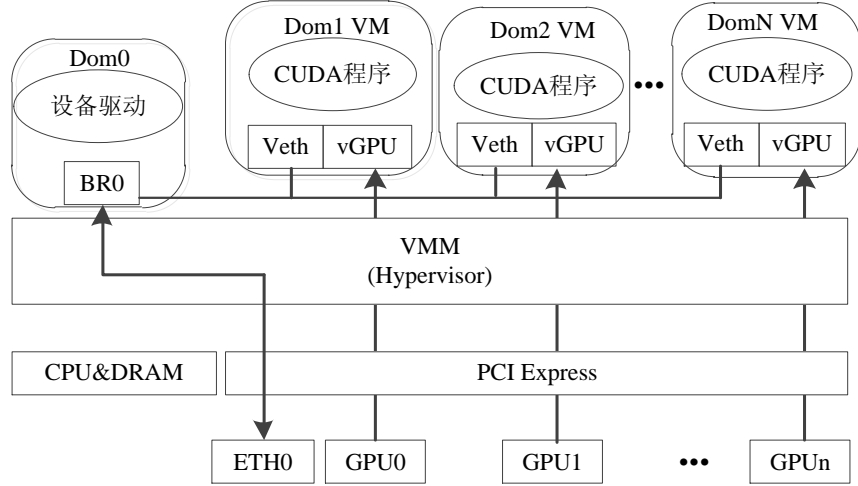 Dom0
设备驱动
BR0
Dom1 VM
CUDA程序
Veth
vGPU
Dom2 VM
CUDA程序
Veth
vGPU
•••
DomN VM
CUDA程序
Veth
vGPU
VMM
(Hypervisor)
CPU&DRAM
PCI Express
ETH0
GPU0
GPU1
•••
GPUn